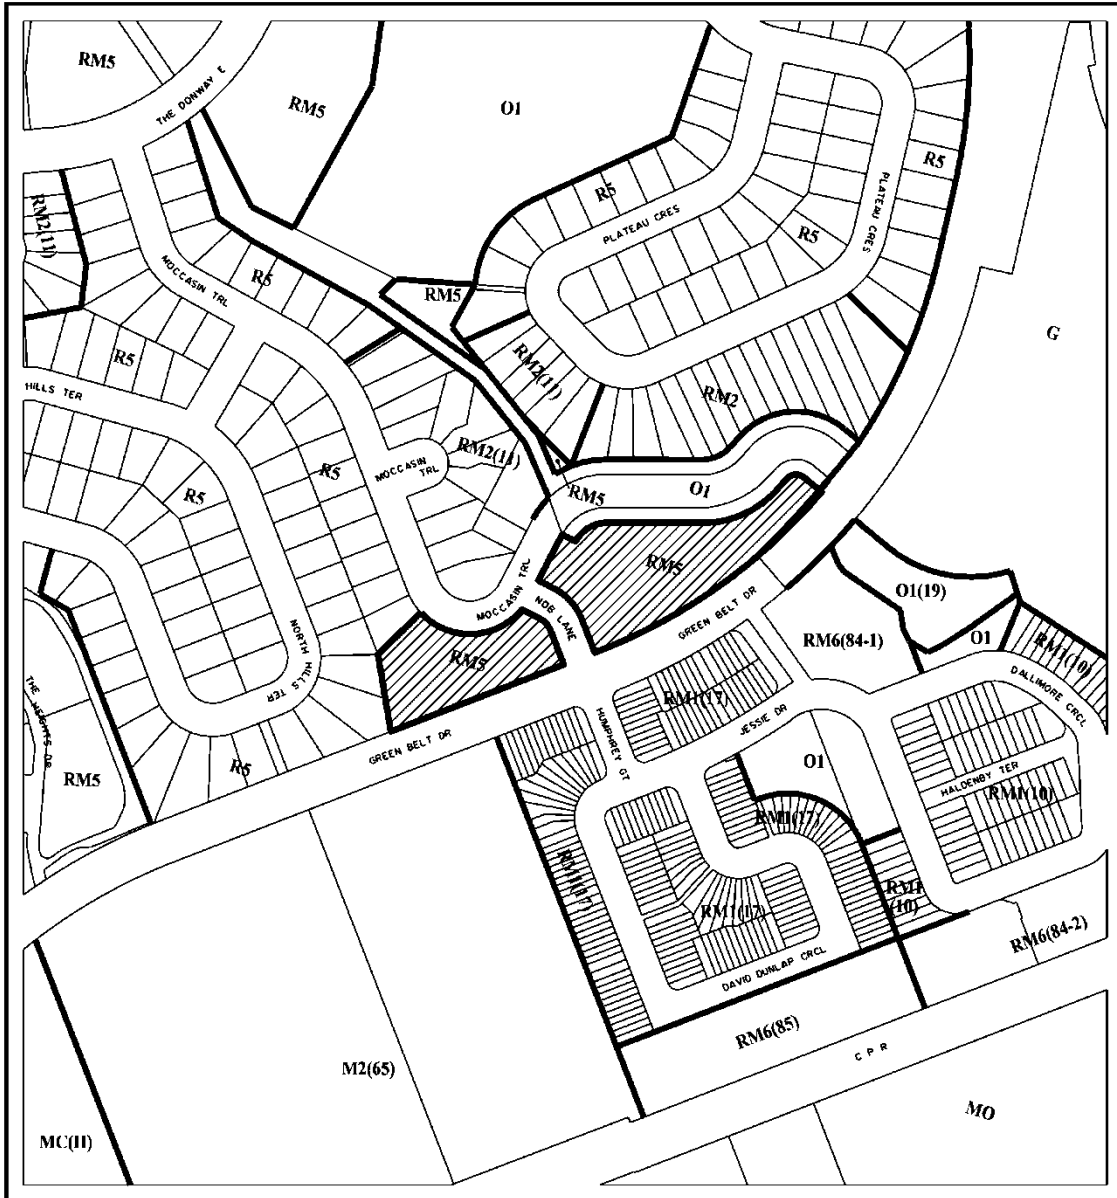 RM5
THE DONWAY E
RM5
O1
R5
RM2(11)
R5
PLATEAU CRES
PLATEAU CRES
R5
MOCCASIN TRL
R5
RM5
G
R5
HILLS TER
RM2(11)
RM2
RM2(11)
MOCCASIN
TRL
R5
R5
RM5
O1
RM5
O1(19)
MOCCASIN TRL
NDB LANE
GREEN BELT DR
RM6(84-1)
O1
RM1(10)
RM5
NORTH HILLS TER
DALLIMORE CRCL
THE HEIGHTS DR
RM1(17)
HUMPHREY GT
JESSIE DR
GREEN BELT DR
R5
RM5
O1
HALDENBY TER
RM1(10)
RM1(17)
RM1(17)
RM1
(10)
RM1(17)
RM6(84-2)
DAVID DUNLAP CRCL
RM6(85)
C P R
M2(65)
MO
MC(H)